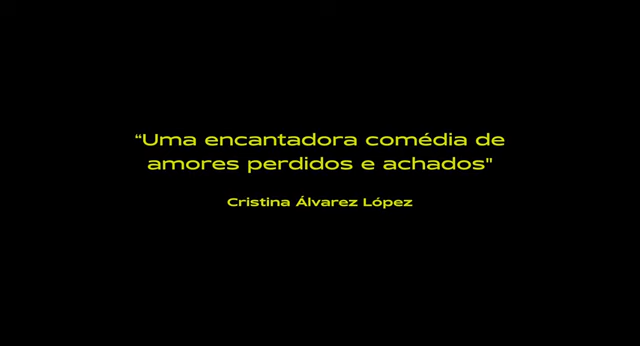 “Uma encantadora comédia de
amores perdidos e achados"
Cristina Álvarez López